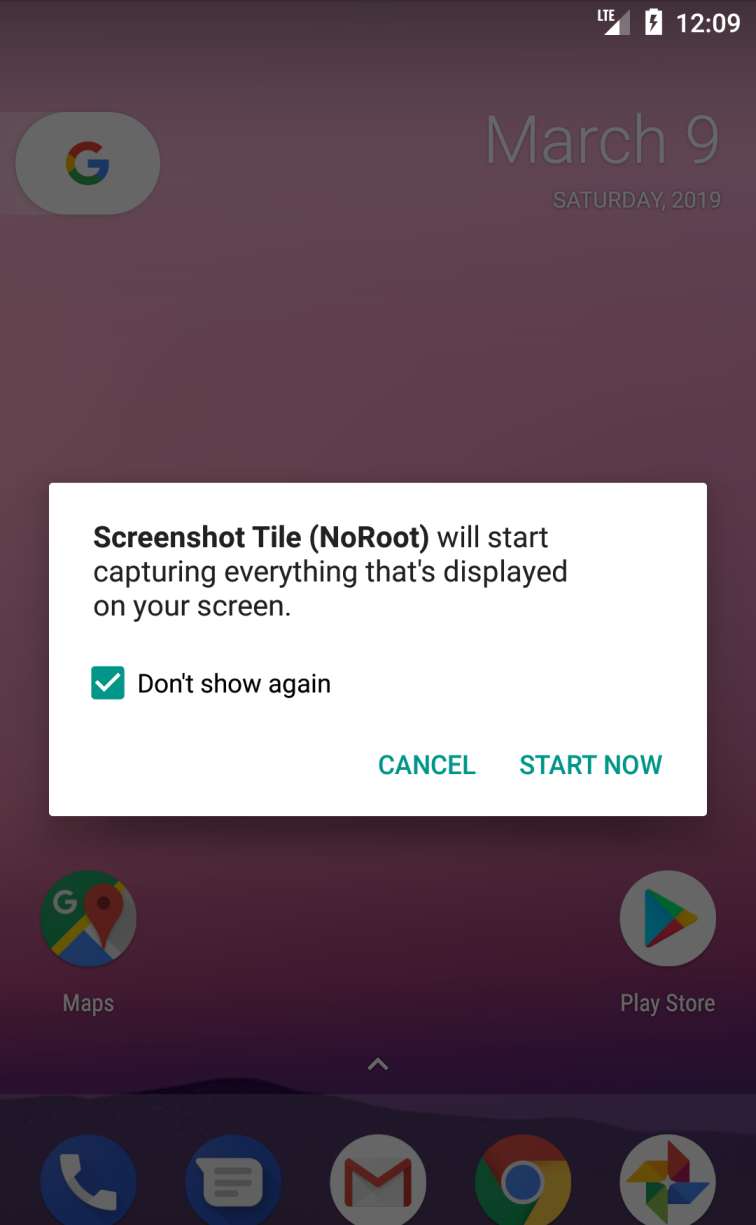 LTE 12:09
G
March 9
SATURDAY, 2019
Screenshot Tile (NoRoot) will start
capturing everything that's displayed
on your screen.
Don't show again
CANCEL START NOW
G
Maps Play Store